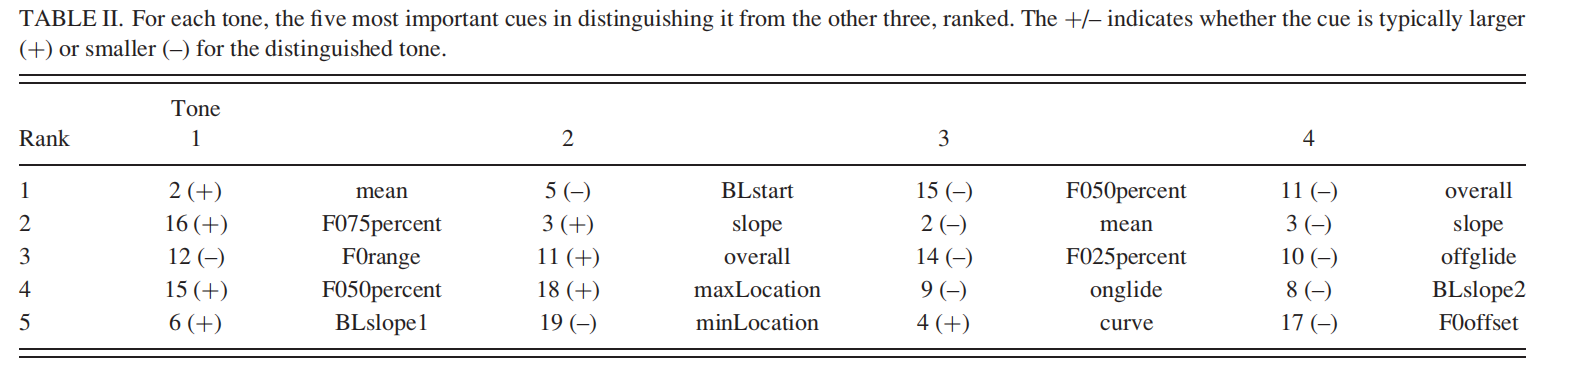 TABLE II. For each tone, the five most important cues in distinguishing it from the other three, ranked. The +/– indicates whether the cue is typically larger
(+) or smaller (–) for the distinguished tone.
Tone
Rank 1 2 3 4
1 2 (+) mean 5 (–) BLstart 15 (–) F050percent 11 (–) overall
2 16 (+) F075percent 3 (+) slope 2 (–) mean 3 (–) slope
3 12 (–) F0range 11 (+) overall 14 (–) F025percent 10 (–) offglide
4 15 (+) F050percent 18 (+) maxLocation 9 (–) onglide 8 (–) BLslope2
5 6 (+) BLslope1 19 (–) minLocation 4 (+) curve 17 (–) F0offset